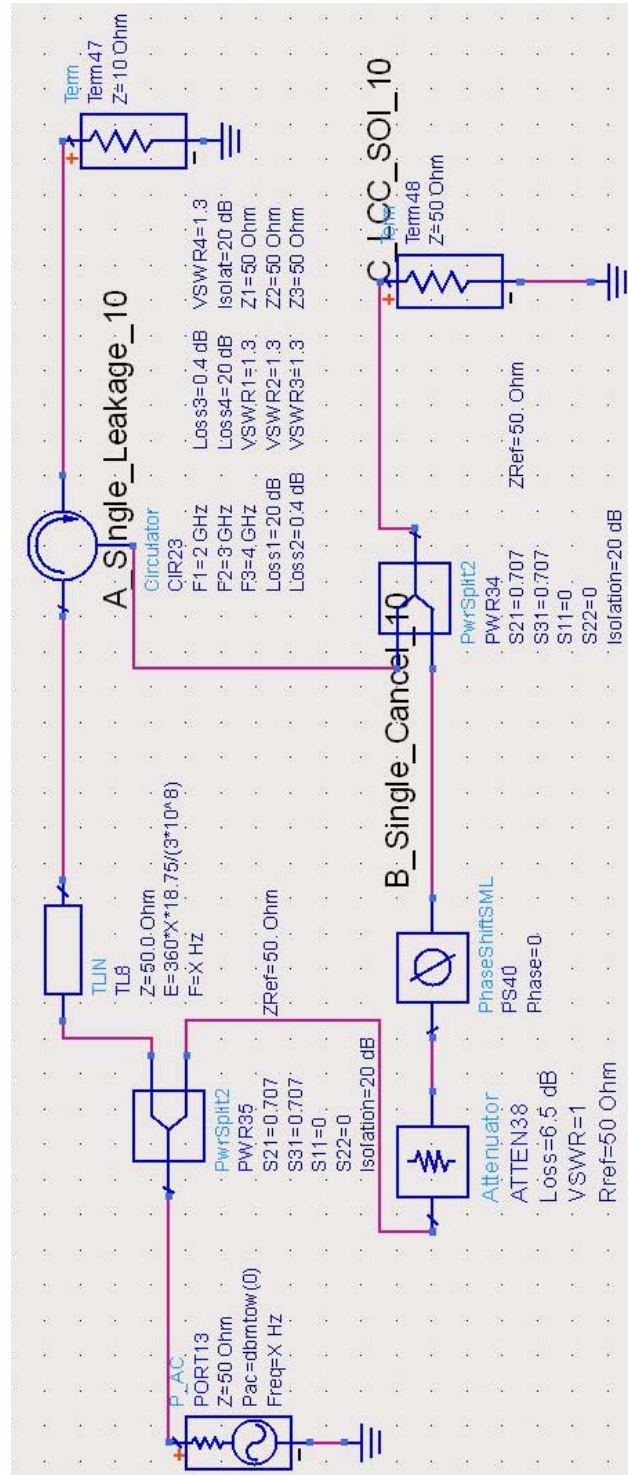 P_AC
PORT13
Z=50 Ohm
Pac=dbmtow(0)
Freq=X Hz
PwrSplit2
PWR35
S21=0.707
S31=0.707
S11=0
S22=0
Isolation=20 dB
ZRef=50. Ohm
TLIN
TL8
Z=50.0 Ohm
E=360*X*18.75/(3*10^8)
F=X Hz
A_Single_Leakage_10
Circulator
CIR23
F1=2 GHz
F2=3 GHz
F3=4 GHz
Loss1=20 dB
Loss2=0.4 dB
Loss3=0.4 dB
Loss4=20 dB
VSWR1=1.3
VSWR2=1.3
VSWR3=1.3
VSWR4=1.3
Isolat=20 dB
Z1=50 Ohm
Z2=50 Ohm
Z3=50 Ohm
Term
Term47
Z=10 Ohm
+
-
Attenuator
ATTEN38
Loss=6.5 dB
VSWR=1
Rref=50 Ohm
PhaseShiftSML
PS40
Phase=0
B_Single_Cancel_10
PwrSplit2
PWR34
S21=0.707
S31=0.707
S11=0
S22=0
Isolation=20 dB
ZRef=50. Ohm
C_LCC_SOI_10
Term
Term48
Z=50 Ohm
+
-
+
-